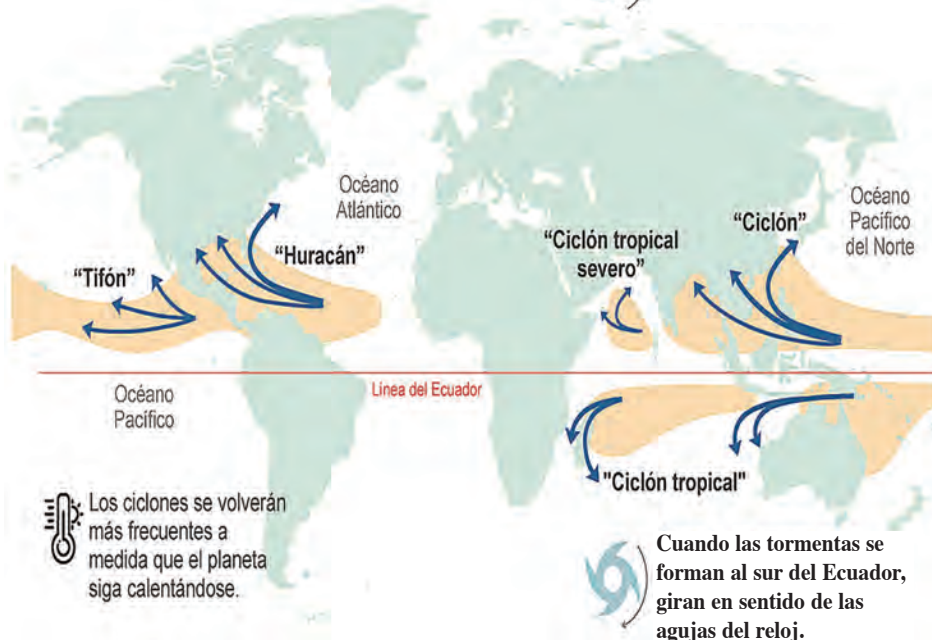 Océano
Atlántico
Océano
Pacífico
del Norte
“Tifón”
“Huracán”
“Ciclón tropical
severo”
“Ciclón”
Línea del Ecuador
Océano
Pacífico
"Ciclón tropical"
Los ciclones se volverán
más frecuentes a
medida que el planeta
siga calentándose.
Cuando las tormentas se
forman al sur del Ecuador,
giran en sentido de las
agujas del reloj.